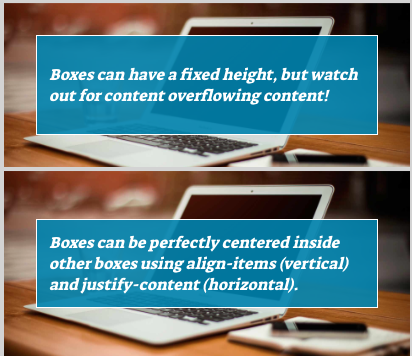 Boxes can have a fixed height, but watch
out for content overflowing content!
Boxes can be perfectly centered inside
other boxes using align-items (vertical)
and justify-content (horizontal).